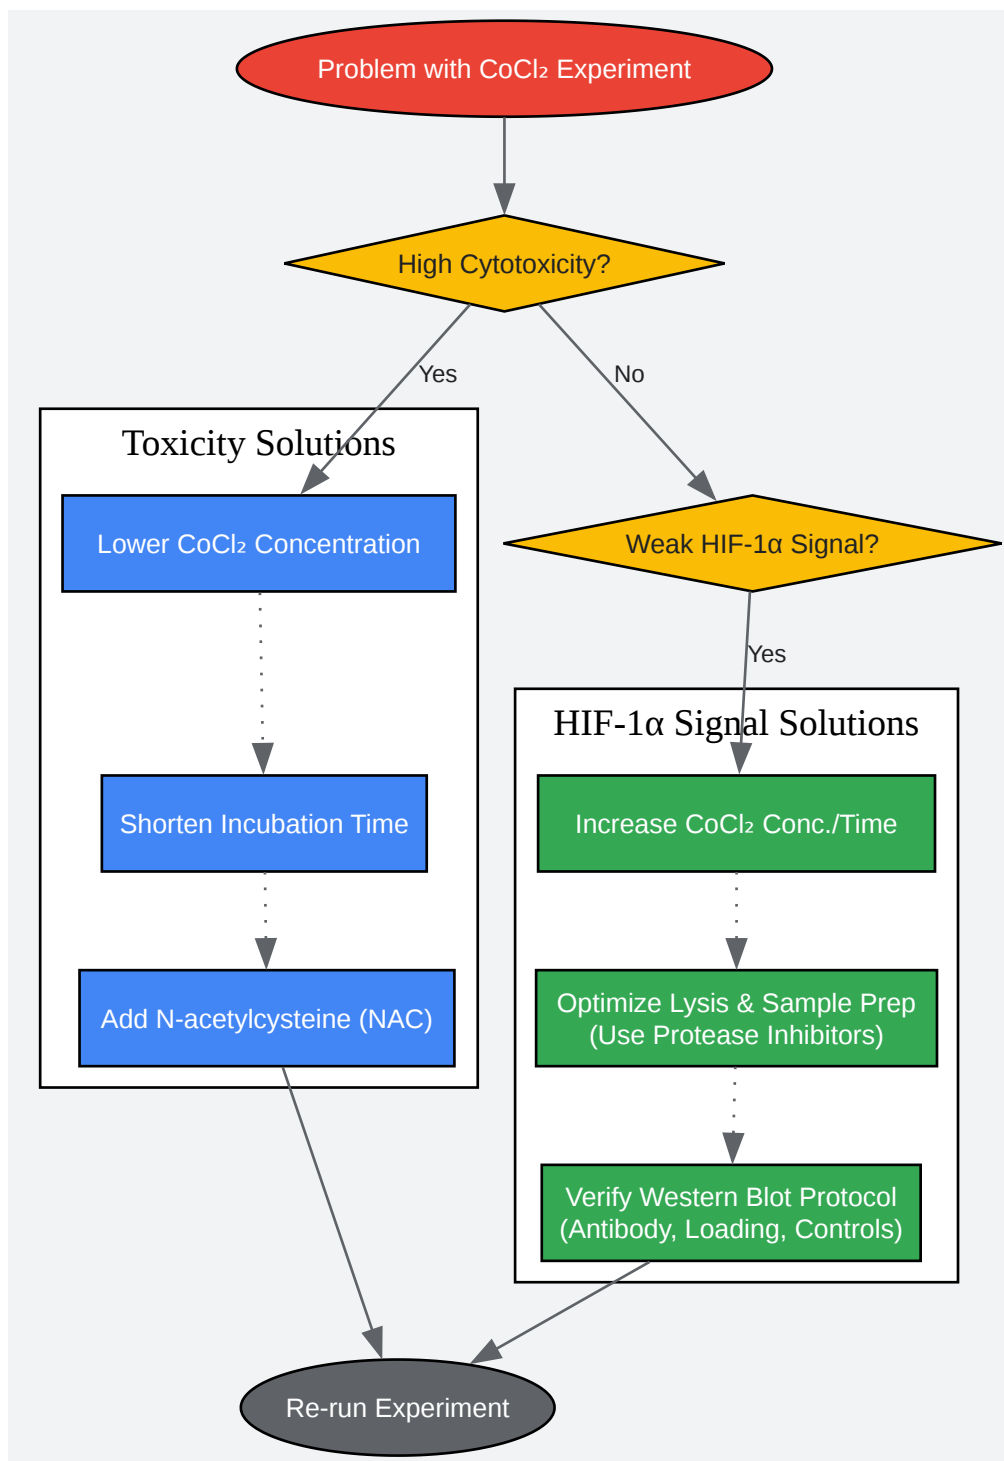 Problem with CoCl₂ Experiment
High Cytotoxicity?
Yes
No
Toxicity Solutions
Lower CoCl₂ Concentration
Weak HIF-1α Signal?
Yes
HIF-1α Signal Solutions
Shorten Incubation Time
Increase CoCl₂ Conc./Time
Add N-acetylcysteine (NAC)
Optimize Lysis & Sample Prep
(Use Protease Inhibitors)
Verify Western Blot Protocol
(Antibody, Loading, Controls)
Re-run Experiment